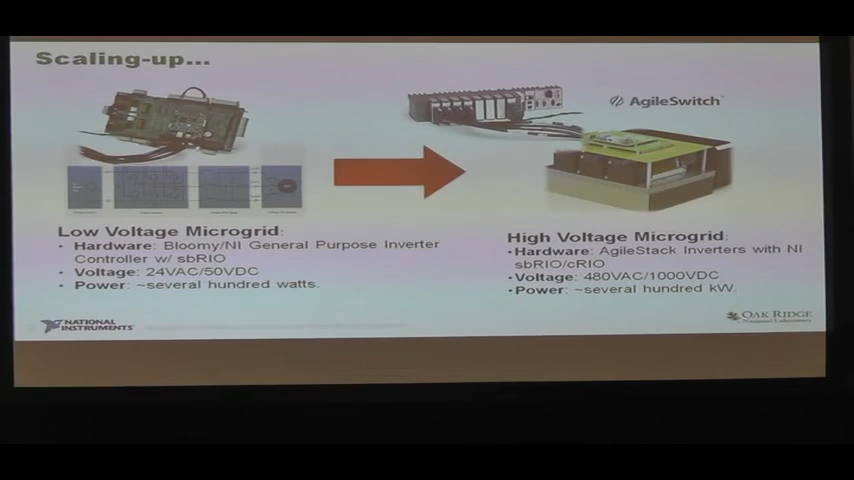 Scaling-up...
AgileSwitch
Low Voltage Microgrid:
• Hardware: Bloomy/NI General Purpose Inverter
Controller w/ sbRIO
• Voltage: 24VAC/50VDC
• Power: ~several hundred watts.
High Voltage Microgrid:
• Hardware: AgileStack Inverters with NI
sbRIO/cRIO
• Voltage: 480VAC/1000VDC
• Power: ~several hundred kW.
NATIONAL
INSTRUMENTS
OAK RIDGE
National Laboratory